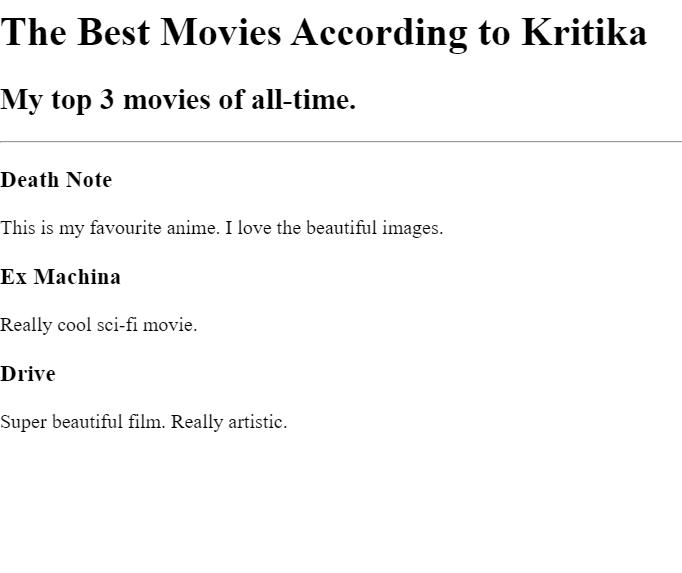 The Best Movies According to Kritika
My top 3 movies of all-time.
Death Note
This is my favourite anime. I love the beautiful images.
Ex Machina
Really cool sci-fi movie.
Drive
Super beautiful film. Really artistic.